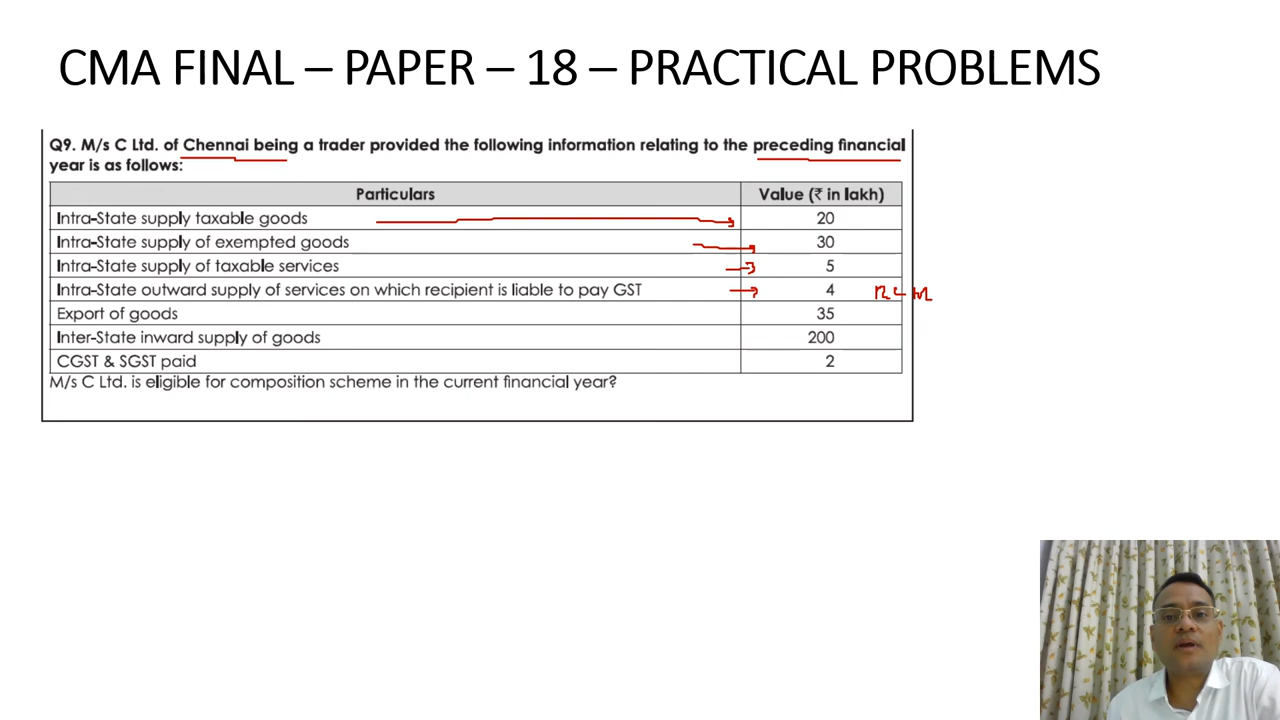 CMA FINAL – PAPER – 18 – PRACTICAL PROBLEMS
Q9. M/s C Ltd. of Chennai being a trader provided the following information relating to the preceding financial
year is as follows:
Particulars Value (₹ in lakh)
Intra-State supply taxable goods 20
Intra-State supply of exempted goods 30
Intra-State supply of taxable services 5
Intra-State outward supply of services on which recipient is liable to pay GST 4 RCM
Export of goods 35
Inter-State inward supply of goods 200
CGST & SGST paid 2
M/s C Ltd. is eligible for composition scheme in the current financial year?